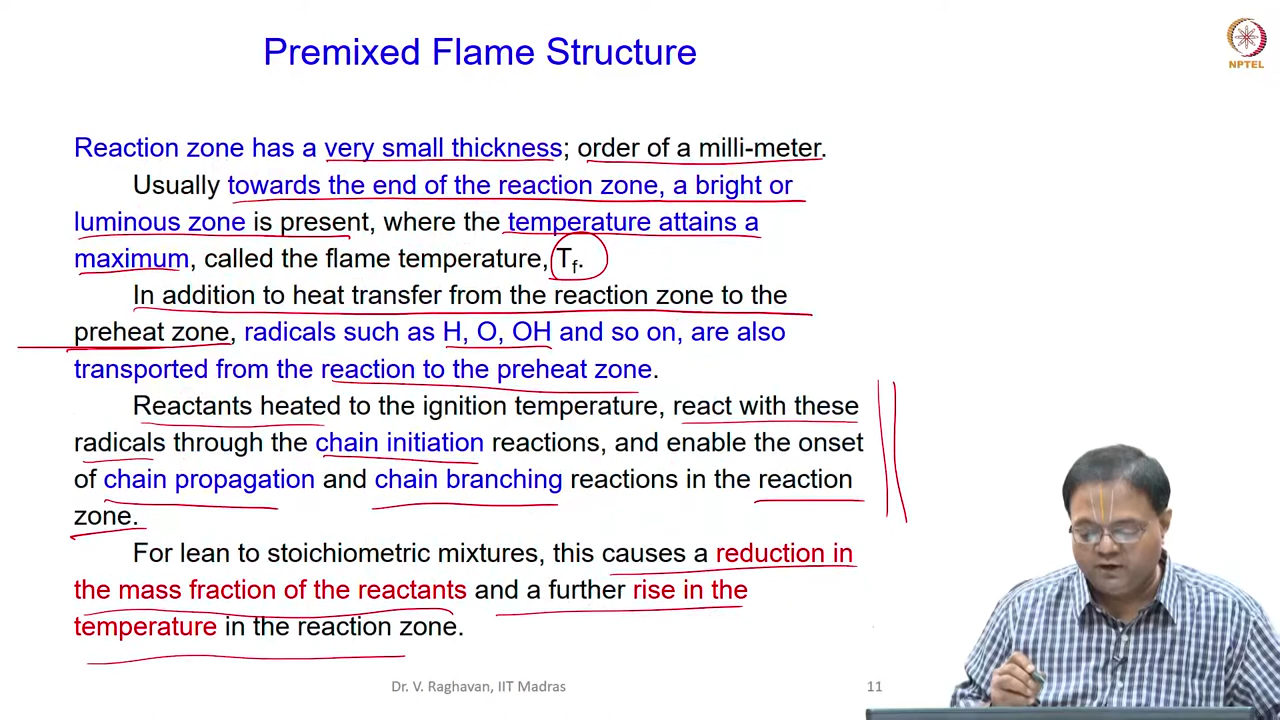 Premixed Flame Structure
NPTEL
Reaction zone has a very small thickness; order of a milli-meter.
Usually towards the end of the reaction zone, a bright or
luminous zone is present, where the temperature attains a
maximum, called the flame temperature, Tf.
In addition to heat transfer from the reaction zone to the
preheat zone, radicals such as H, O, OH and so on, are also
transported from the reaction to the preheat zone.
Reactants heated to the ignition temperature, react with these
radicals through the chain initiation reactions, and enable the onset
of chain propagation and chain branching reactions in the reaction
zone.
For lean to stoichiometric mixtures, this causes a reduction in
the mass fraction of the reactants and a further rise in the
temperature in the reaction zone.
Dr. V. Raghavan, IIT Madras
11